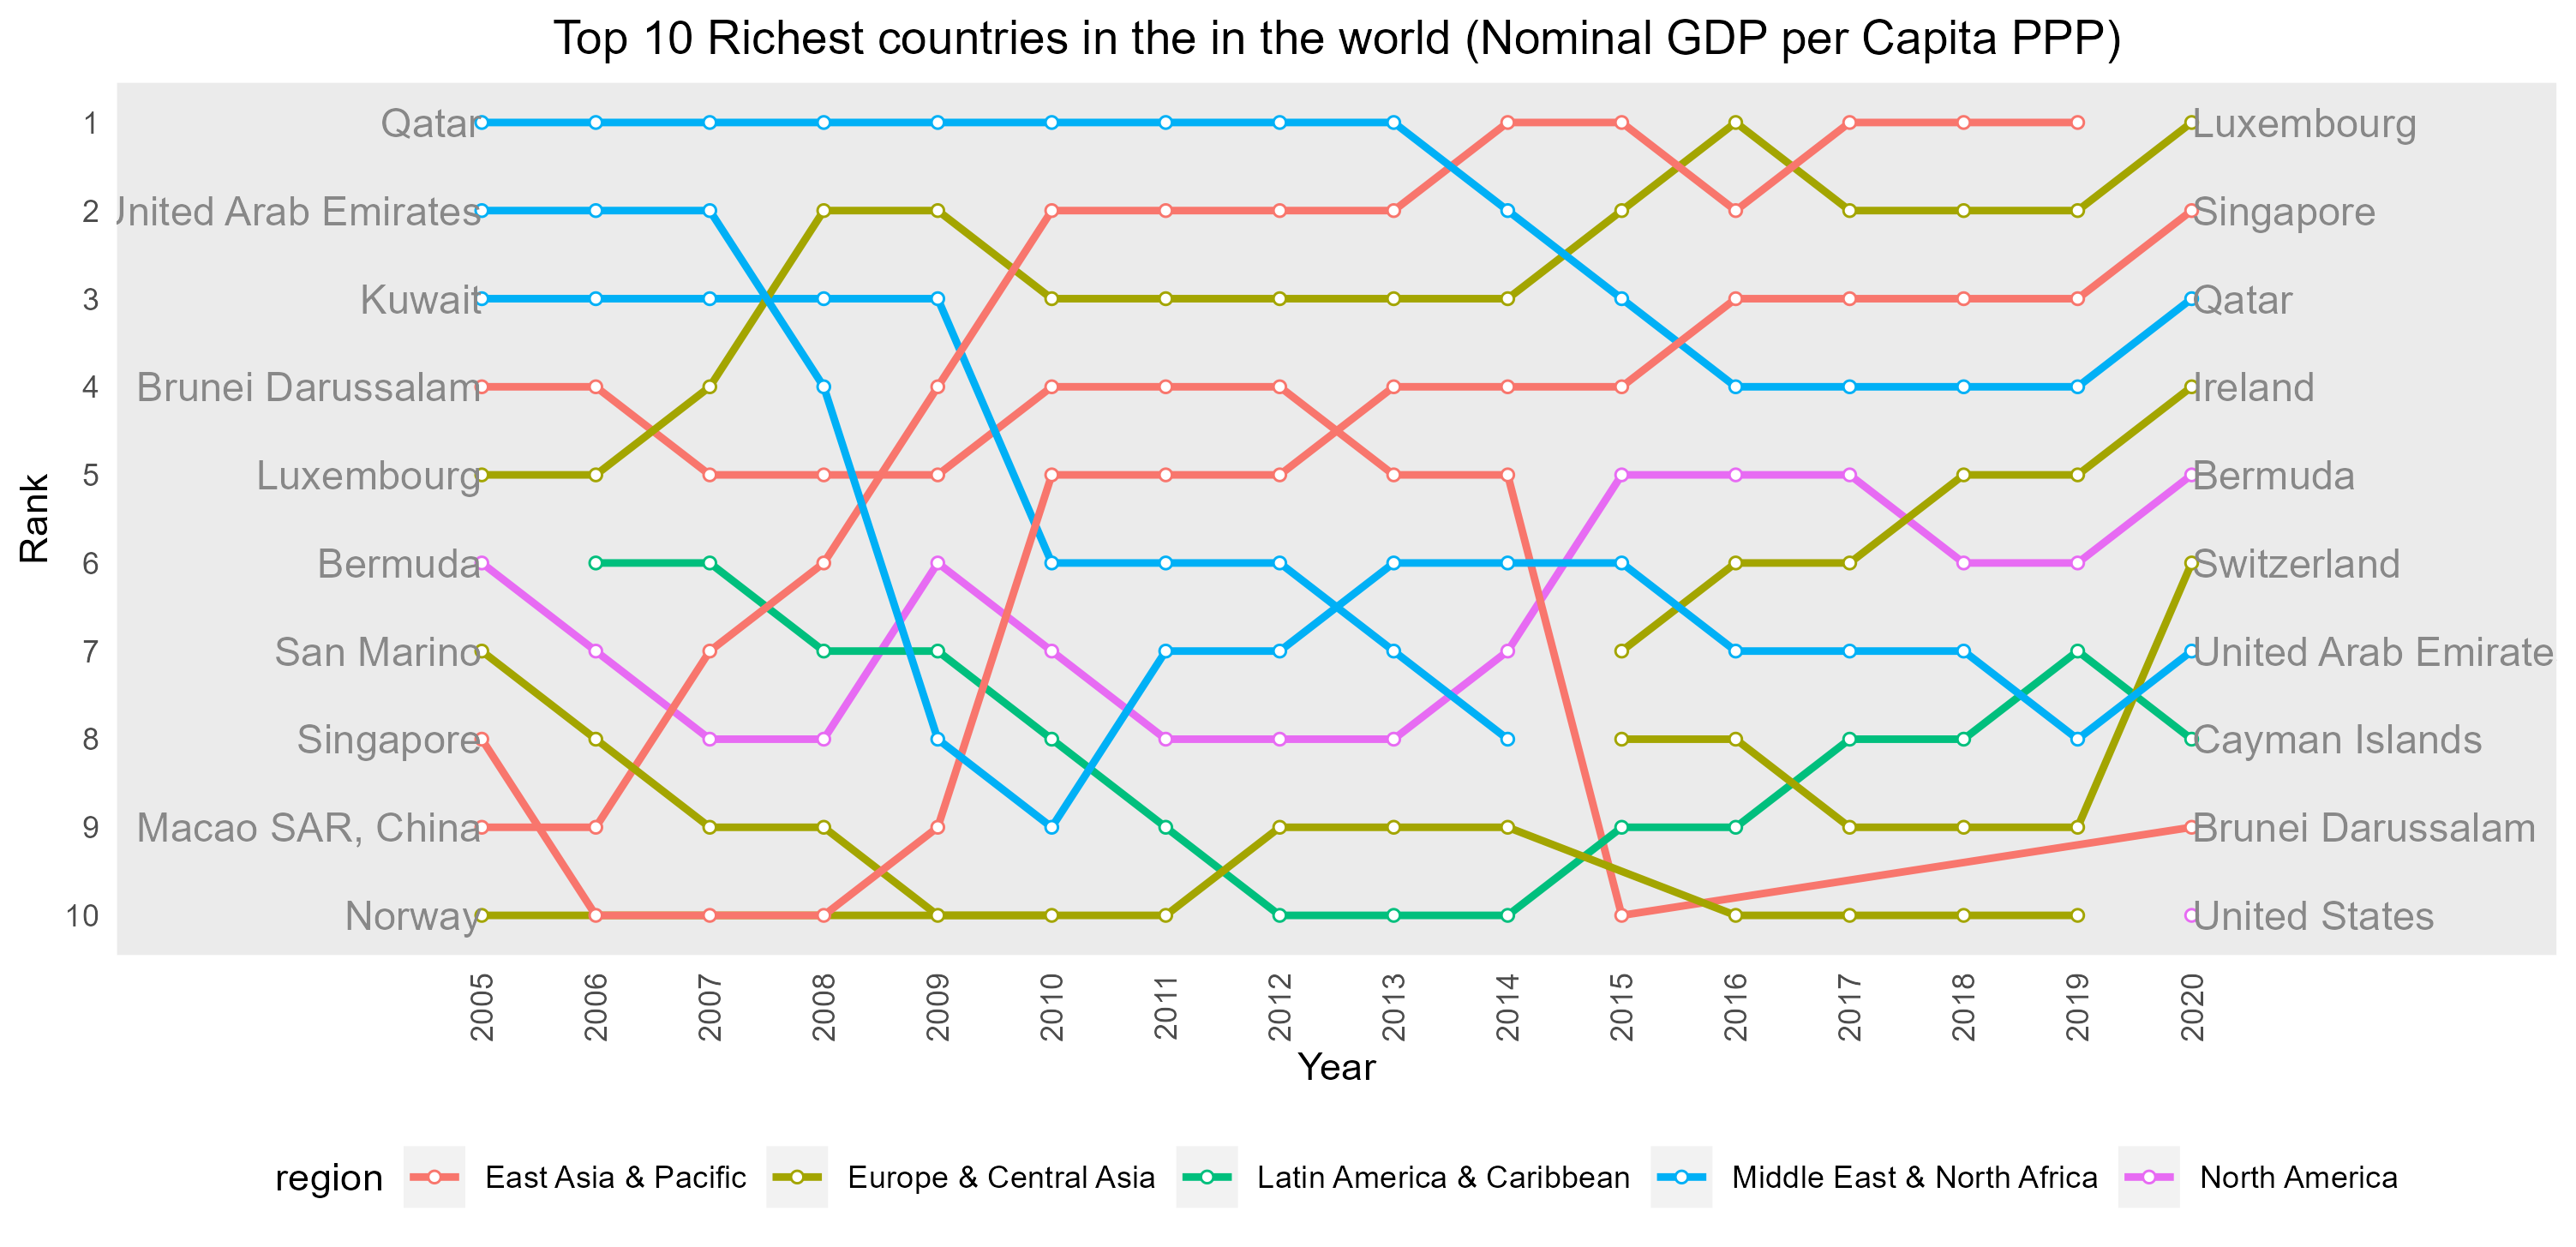 Top 10 Richest countries in the in the world (Nominal GDP per Capita PPP)
Rank
1
2
3
4
5
6
7
8
9
10
Qatar
United Arab Emirates
Kuwait
Brunei Darussalam
Luxembourg
Bermuda
San Marino
Singapore
Macao SAR, China
Norway
Luxembourg
Singapore
Qatar
Ireland
Bermuda
Switzerland
United Arab Emirate
Cayman Islands
Brunei Darussalam
United States
2005
2006
2007
2008
2009
2010
2011
2012
2013
2014
2015
2016
2017
2018
2019
2020
Year
region East Asia & Pacific Europe & Central Asia Latin America & Caribbean Middle East & North Africa North America